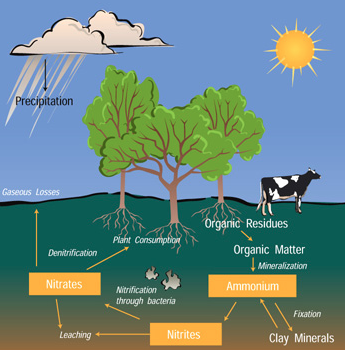 Precipitation
Gaseous Losses
Organic Residues
Plant Consumption
Organic Matter
Denitrification
Mineralization
Nitrates
Nitrification
through bacteria
Ammonium
Fixation
Leaching
Nitrites
Clay Minerals